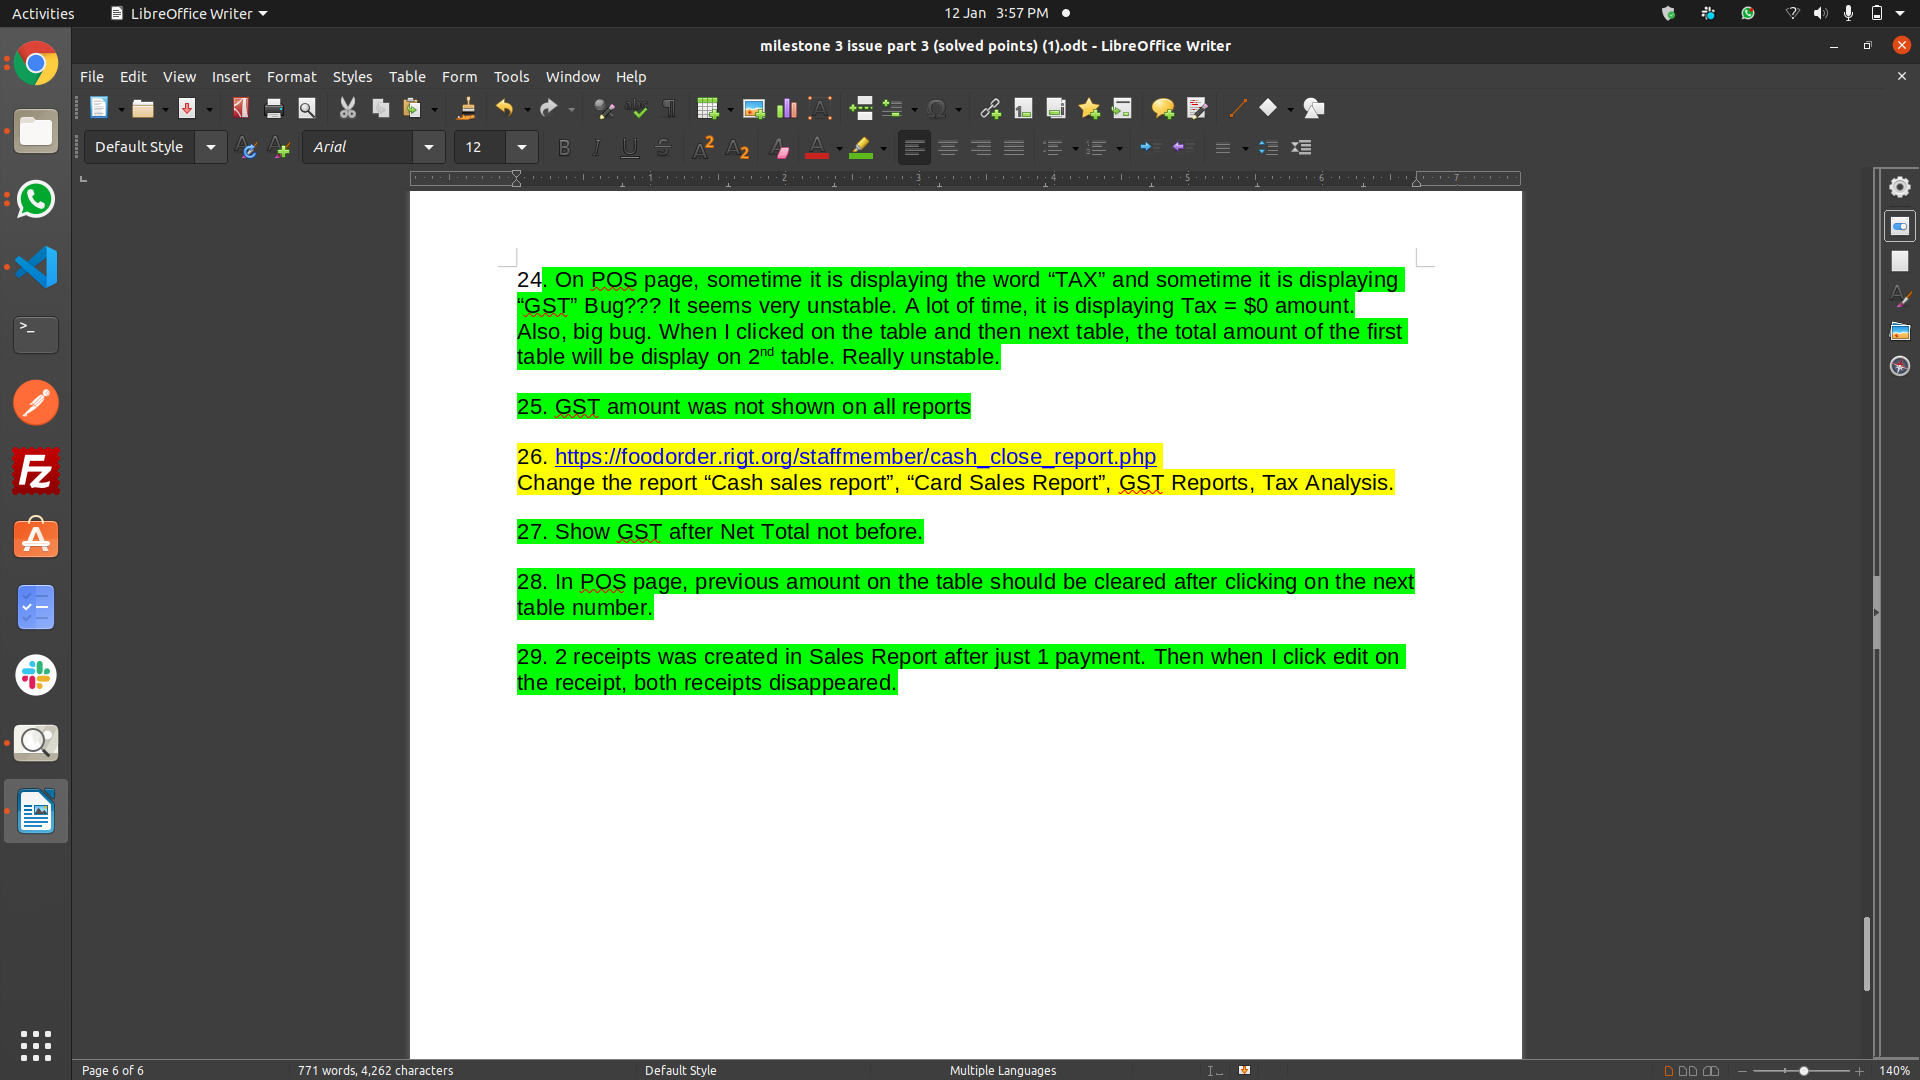 Activities LibreOffice Writer 12 Jan 3:57 PM
milestone 3 issue part 3 (solved points) (1).odt - LibreOffice Writer
File Edit View Insert Format Styles Table Form Tools Window Help
Default Style Arial 12
1 2 3 4 5 6 7
24. On POS page, sometime it is displaying the word “TAX” and sometime it is displaying
“GST” Bug??? It seems very unstable. A lot of time, it is displaying Tax = $0 amount.
Also, big bug. When I clicked on the table and then next table, the total amount of the first
table will be display on 2nd table. Really unstable.
25. GST amount was not shown on all reports
26. https://foodorder.rigt.org/staffmember/cash_close_report.php
Change the report “Cash sales report”, “Card Sales Report”, GST Reports, Tax Analysis.
27. Show GST after Net Total not before.
28. In POS page, previous amount on the table should be cleared after clicking on the next
table number.
29. 2 receipts was created in Sales Report after just 1 payment. Then when I click edit on
the receipt, both receipts disappeared.
Page 6 of 6 771 words, 4,262 characters Default Style Multiple Languages 140%